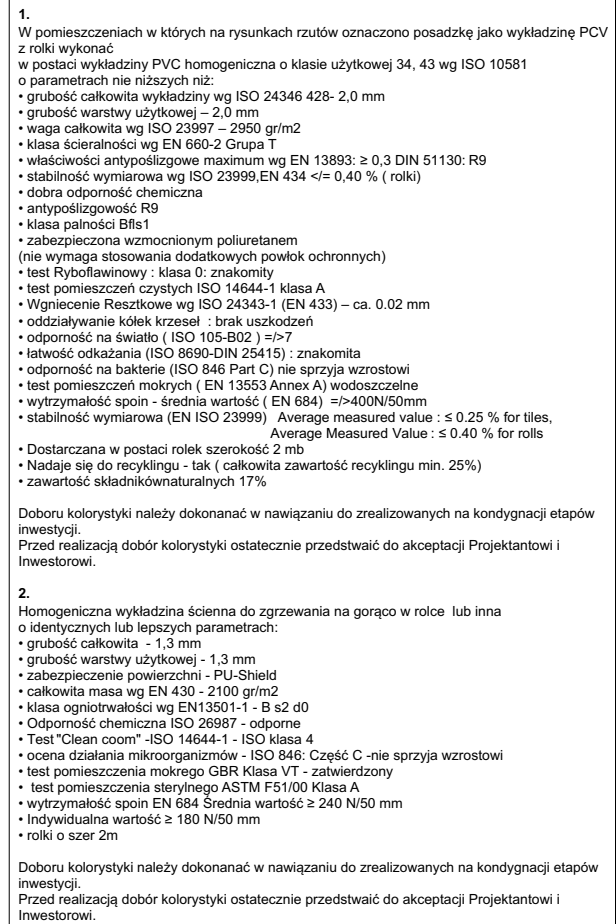 1.
W pomieszczeniach w których na rysunkach rzutów oznaczono posadzkę jako wykładzinę PCV
z rolki wykonać
w postaci wykładziny PVC homogeniczna o klasie użytkowej 34, 43 wg ISO 10581
o parametrach nie niższych niż:
• grubość całkowita wykładziny wg ISO 24346 428- 2,0 mm
• grubość warstwy użytkowej – 2,0 mm
• waga całkowita wg ISO 23997 – 2950 gr/m2
• klasa ścieralności wg EN 660-2 Grupa T
• właściwości antypoślizgowe maximum wg EN 13893: ≥ 0,3 DIN 51130: R9
• stabilność wymiarowa wg ISO 23999,EN 434 </= 0,40 % ( rolki)
• dobra odporność chemiczna
• antypoślizgowość R9
• klasa palności Bfls1
• zabezpieczona wzmocnionym poliuretanem
(nie wymaga stosowania dodatkowych powłok ochronnych)
• test Ryboflawinowy : klasa 0: znakomity
• test pomieszczeń czystych ISO 14644-1 klasa A
• Wgniecenie Resztkowe wg ISO 24343-1 (EN 433) – ca. 0.02 mm
• oddziaływanie kółek krzeseł : brak uszkodzeń
• odporność na światło ( ISO 105-B02 ) =/>7
• łatwość odkażania (ISO 8690-DIN 25415) : znakomita
• odporność na bakterie (ISO 846 Part C) nie sprzyja wzrostowi
• test pomieszczeń mokrych ( EN 13553 Annex A) wodoszczelne
• wytrzymałość spoin - średnia wartość ( EN 684) =/>400N/50mm
• stabilność wymiarowa (EN ISO 23999) Average measured value : ≤ 0.25 % for tiles,
Average Measured Value : ≤ 0.40 % for rolls
• Dostarczana w postaci rolek szerokość 2 mb
• Nadaje się do recyklingu - tak ( całkowita zawartość recyklingu min. 25%)
• zawartość składnikównaturalnych 17%

Doboru kolorystyki należy dokonanać w nawiązaniu do zrealizowanych na kondygnacji etapów
inwestycji.
Przed realizacją dobór kolorystyki ostatecznie przedstwaić do akceptacji Projektantowi i
Inwestorowi.

2.
Homogeniczna wykładzina ścienna do zgrzewania na gorąco w rolce lub inna
o identycznych lub lepszych parametrach:
• grubość całkowita - 1,3 mm
• grubość warstwy użytkowej - 1,3 mm
• zabezpieczenie powierzchni - PU-Shield
• całkowita masa wg EN 430 - 2100 gr/m2
• klasa ogniotrwałości wg EN13501-1 - B s2 d0
• Odporność chemiczna ISO 26987 - odporne
• Test "Clean coom" -ISO 14644-1 - ISO klasa 4
• ocena działania mikroorganizmów - ISO 846: Część C -nie sprzyja wzrostowi
• test pomieszczenia mokrego GBR Klasa VT - zatwierdzony
• test pomieszczenia sterylnego ASTM F51/00 Klasa A
• wytrzymałość spoin EN 684 Średnia wartość ≥ 240 N/50 mm
• Indywidualna wartość ≥ 180 N/50 mm
• rolki o szer 2m

Doboru kolorystyki należy dokonanać w nawiązaniu do zrealizowanych na kondygnacji etapów
inwestycji.
Przed realizacją dobór kolorystyki ostatecznie przedstwaić do akceptacji Projektantowi i
Inwestorowi.